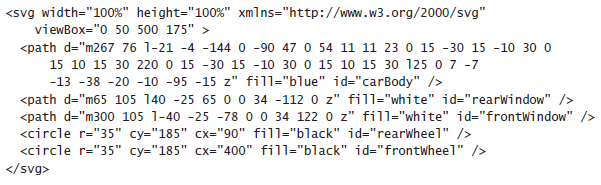 <svg width="100%" height="100%" xmlns="http://www.w3.org/2000/svg"
viewBox="0 50 500 175" >
<path d="m267 76 l-21 -4 -144 0 -90 47 0 54 11 11 23 0 15 -30 15 -10 30 0
15 10 15 30 220 0 15 -30 15 -10 30 0 15 10 15 30 l25 0 7 -7
-13 -38 -20 -10 -95 -15 z" fill="blue" id="carBody" />
<path d="m65 105 l40 -25 65 0 0 34 -112 0 z" fill="white" id="rearWindow" />
<path d="m300 105 l-40 -25 -78 0 0 34 122 0 z" fill="white" id="frontWindow" />
<circle r="35" cy="185" cx="90" fill="black" id="rearWheel" />
<circle r="35" cy="185" cx="400" fill="black" id="frontWheel" />
</svg>